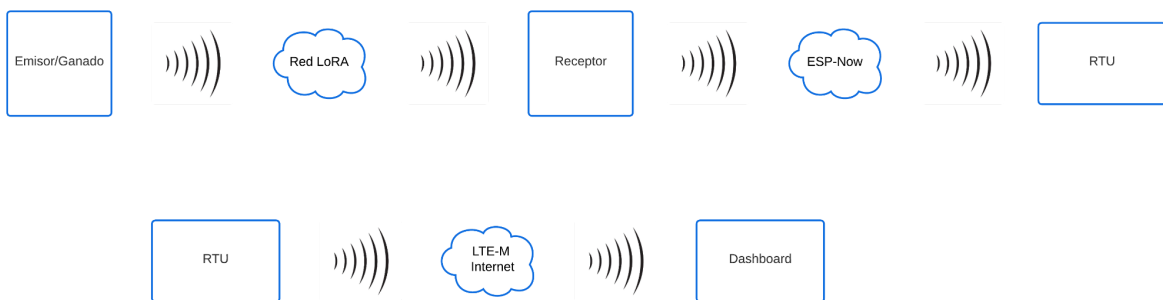 Emisor/Ganado
Red LoRA
Receptor
ESP-Now
RTU
RTU
LTE-M
Internet
Dashboard